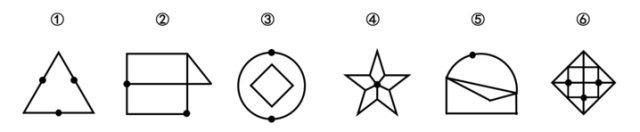 ① ② ③ ④ ⑤ ⑥